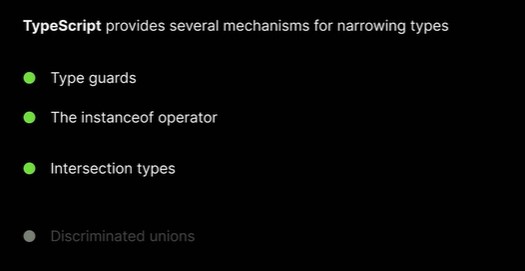 TypeScript provides several mechanisms for narrowing types
Type guards
The instanceof operator
Intersection types
Discriminated unions